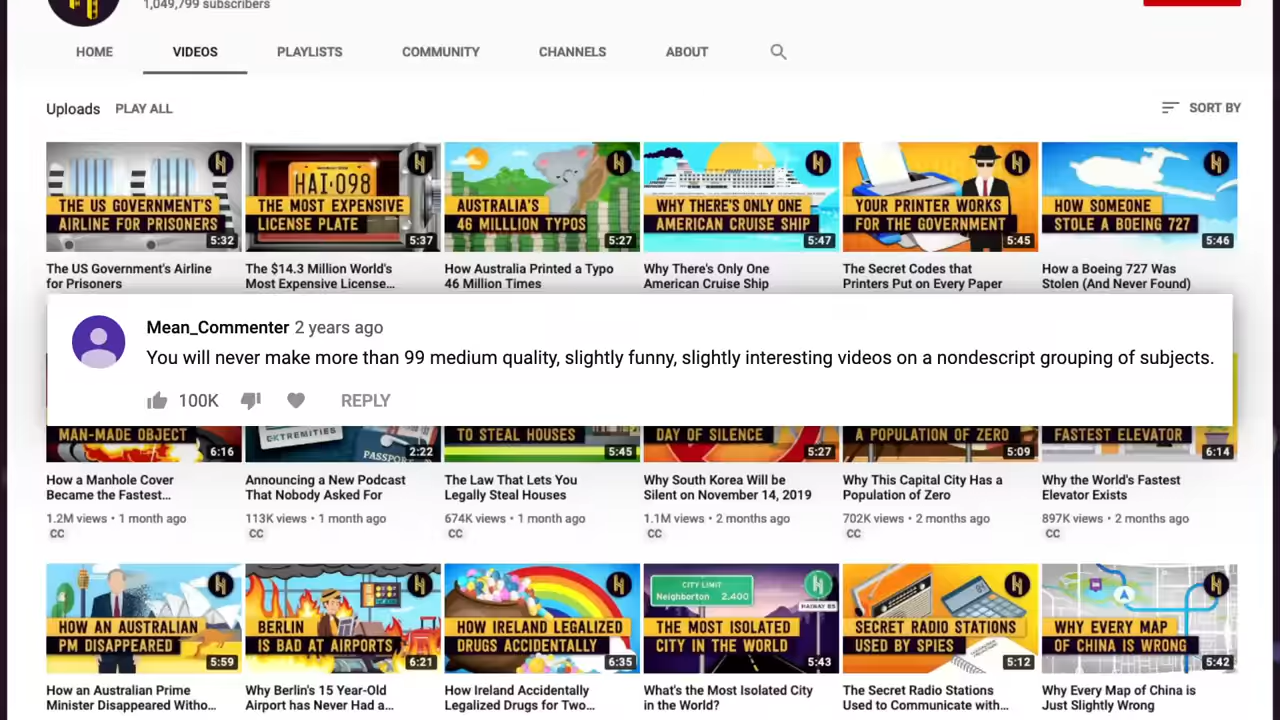 1,049,799 subscribers
HOME VIDEOS PLAYLISTS COMMUNITY CHANNELS ABOUT
Uploads PLAY ALL SORT BY
THE US GOVERNMENT'S
AIRLINE FOR PRISONERS
5:32
HAI·098
THE MOST EXPENSIVE
LICENSE PLATE
5:37
AUSTRALIA'S
46 MILLLION TYPOS
5:27
WHY THERE'S ONLY ONE
AMERICAN CRUISE SHIP
5:47
YOUR PRINTER WORKS
FOR THE GOVERNMENT
5:45
HOW SOMEONE
STOLE A BOEING 727
5:46
The US Government's Airline
for Prisoners
The $14.3 Million World's
Most Expensive License...
How Australia Printed a Typo
46 Million Times
Why There's Only One
American Cruise Ship
The Secret Codes that
Printers Put on Every Paper
How a Boeing 727 Was
Stolen (And Never Found)
Mean_Commenter 2 years ago
You will never make more than 99 medium quality, slightly funny, slightly interesting videos on a nondescript grouping of subjects.
100K REPLY
MAN-MADE OBJECT
6:16
EXTREMITIES
PASSPORT
2:22
TO STEAL HOUSES
5:45
DAY OF SILENCE
5:27
A POPULATION OF ZERO
5:09
FASTEST ELEVATOR
6:14
How a Manhole Cover
Became the Fastest...
1.2M views • 1 month ago
CC
Announcing a New Podcast
That Nobody Asked For
113K views • 1 month ago
CC
The Law That Lets You
Legally Steal Houses
674K views • 1 month ago
CC
Why South Korea Will be
Silent on November 14, 2019
1.1M views • 2 months ago
CC
Why This Capital City Has a
Population of Zero
702K views • 2 months ago
CC
Why the World's Fastest
Elevator Exists
897K views • 2 months ago
CC
HOW AN AUSTRALIAN
PM DISAPPEARED
5:59
BERLIN
IS BAD AT AIRPORTS
6:21
HOW IRELAND LEGALIZED
DRUGS ACCIDENTALLY
6:35
CITY LIMIT
Neighborton 2,400
HAIWAY 65
THE MOST ISOLATED
CITY IN THE WORLD
5:43
SECRET RADIO STATIONS
USED BY SPIES
5:12
WHY EVERY MAP
OF CHINA IS WRONG
5:42
How an Australian Prime
Minister Disappeared Witho...
Why Berlin's 15 Year-Old
Airport has Never Had a...
How Ireland Accidentally
Legalized Drugs for Two...
What's the Most Isolated City
in the World?
The Secret Radio Stations
Used to Communicate with...
Why Every Map of China is
Just Slightly Wrong